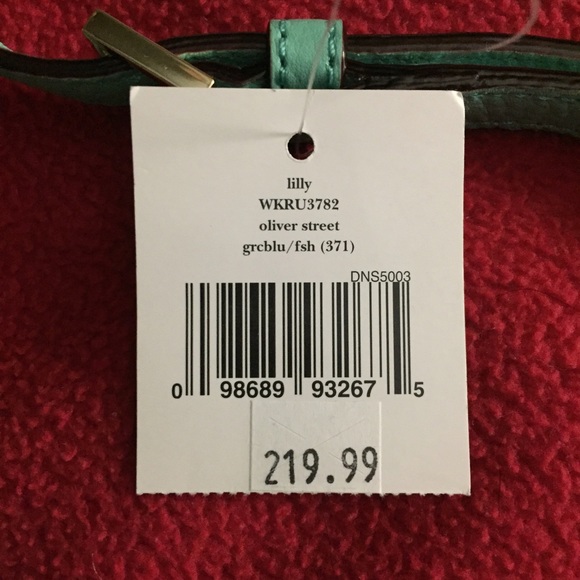 lilly
WKRU3782
oliver street
grcblu/fsh (371)
DNS5003
0 98689 93267 5
219.99